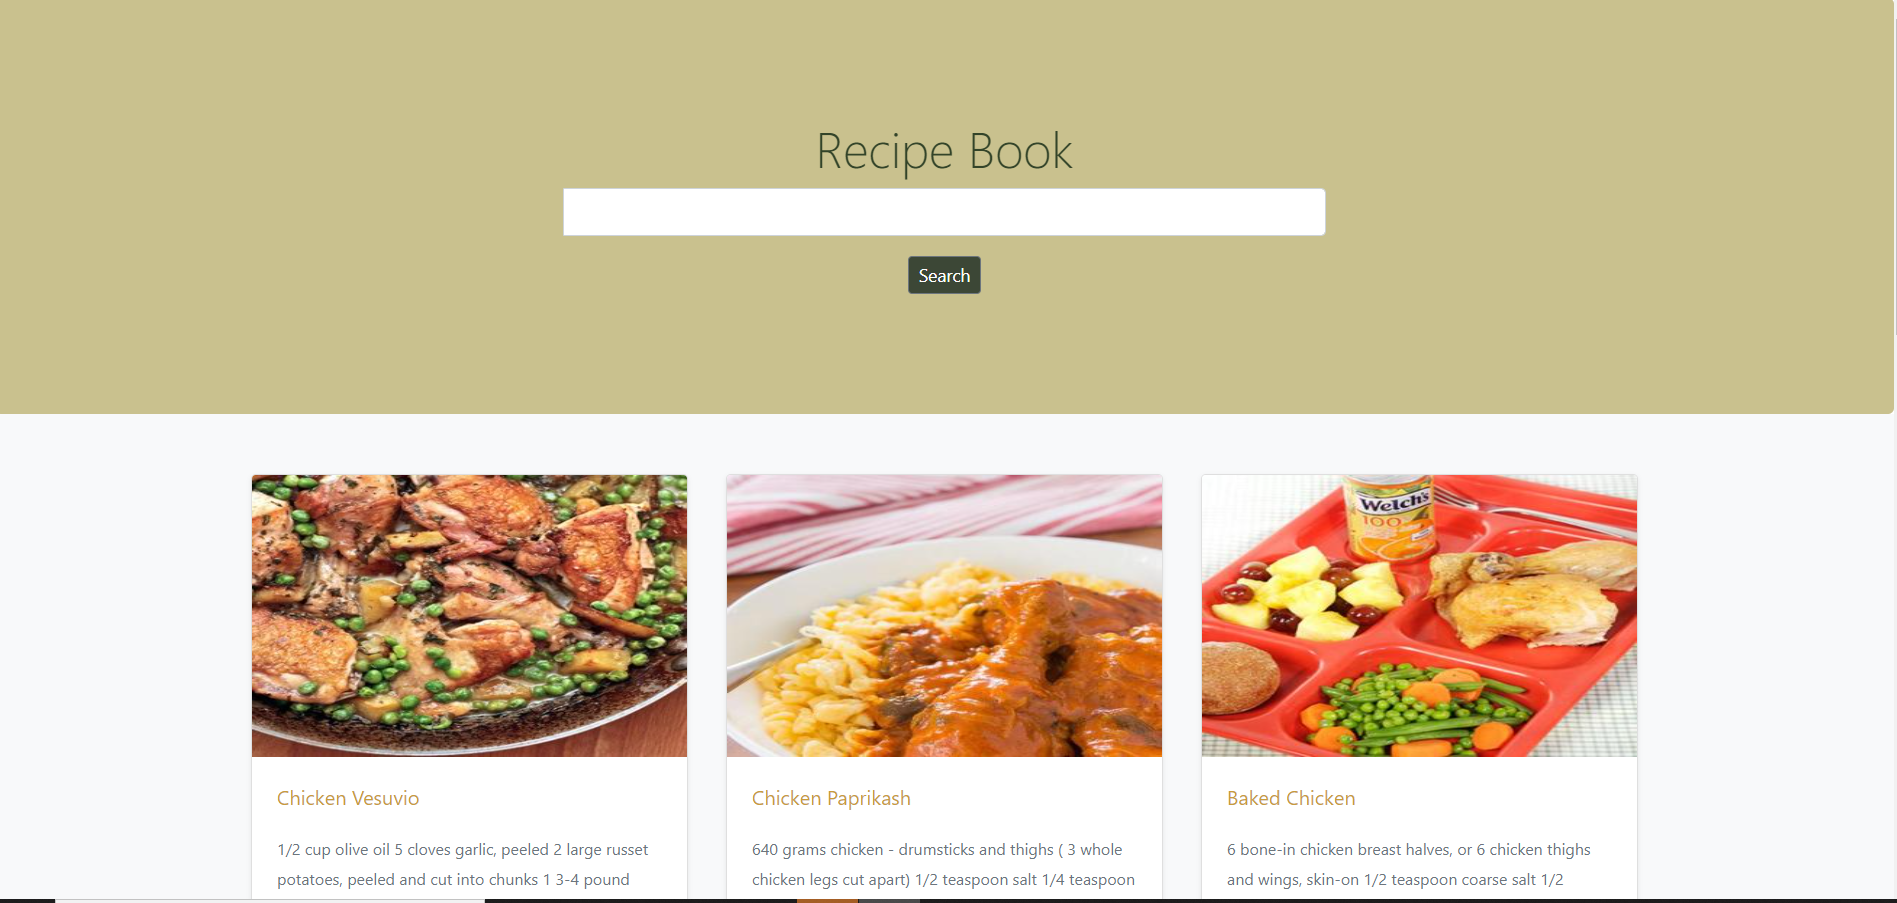 Recipe Book
Search
Welch's
100
Chicken Vesuvio
1/2 cup olive oil 5 cloves garlic, peeled 2 large russet
potatoes, peeled and cut into chunks 1 3-4 pound
Chicken Paprikash
640 grams chicken - drumsticks and thighs ( 3 whole
chicken legs cut apart) 1/2 teaspoon salt 1/4 teaspoon
Baked Chicken
6 bone-in chicken breast halves, or 6 chicken thighs
and wings, skin-on 1/2 teaspoon coarse salt 1/2